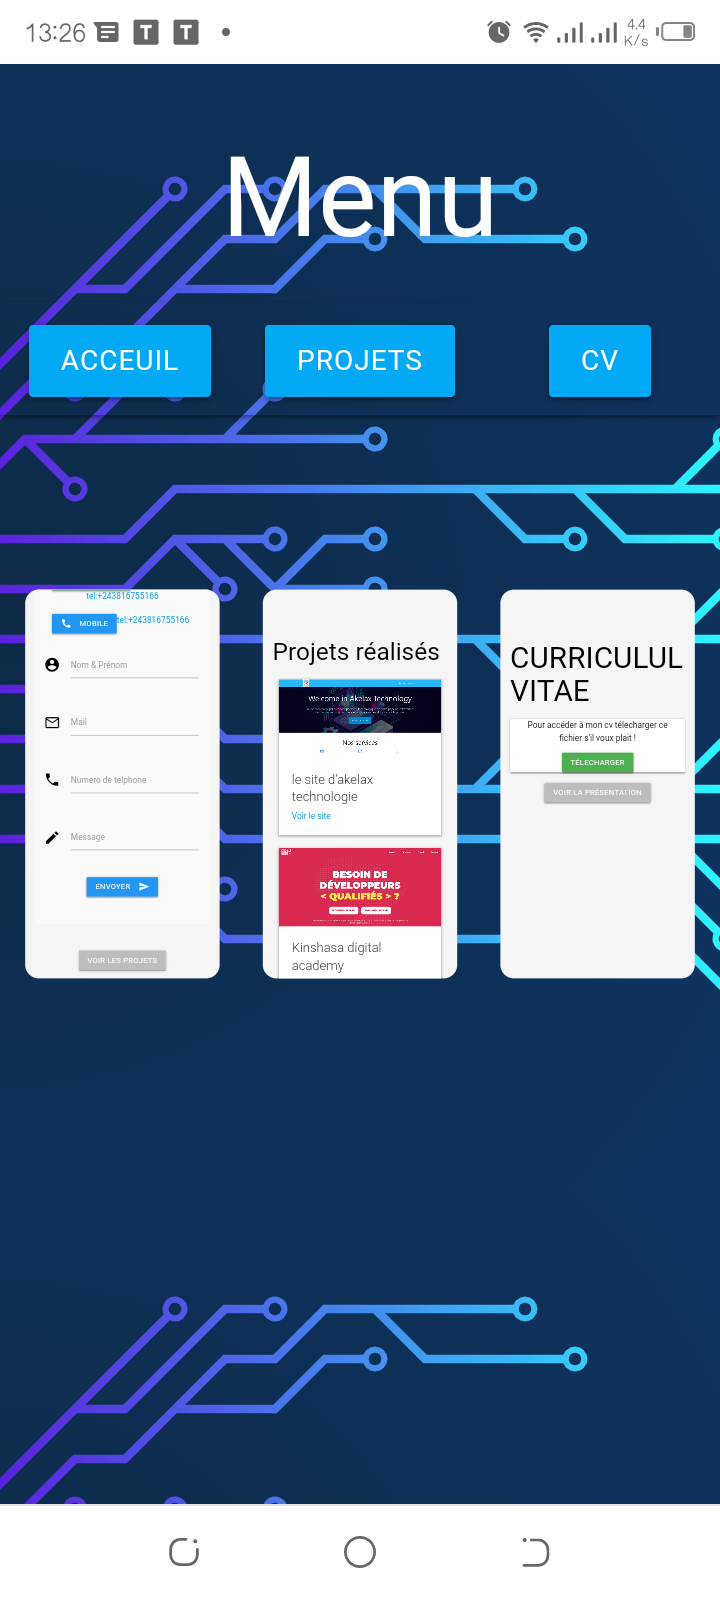 13:26
4.4
K/s
Menu
ACCEUIL
PROJETS
CV
tel:+243816755166
MOBILE
tel:+243816755166
Nom & Prénom
Mail
Numero de telphone
Message
ENVOYER
VOIR LES PROJETS
Projets réalisés
Welcome in Akelax Technology
Nos services
le site d'akelax
technologie
Voir le site
BESOIN DE
DÉVELOPPEURS
< QUALIFIÉS > ?
Kinshasa digital
academy
CURRICULUL
VITAE
Pour accéder à mon cv télecharger ce
fichier s'il voux plait !
TÉLECHARGER
VOIR LA PRÉSENTATION